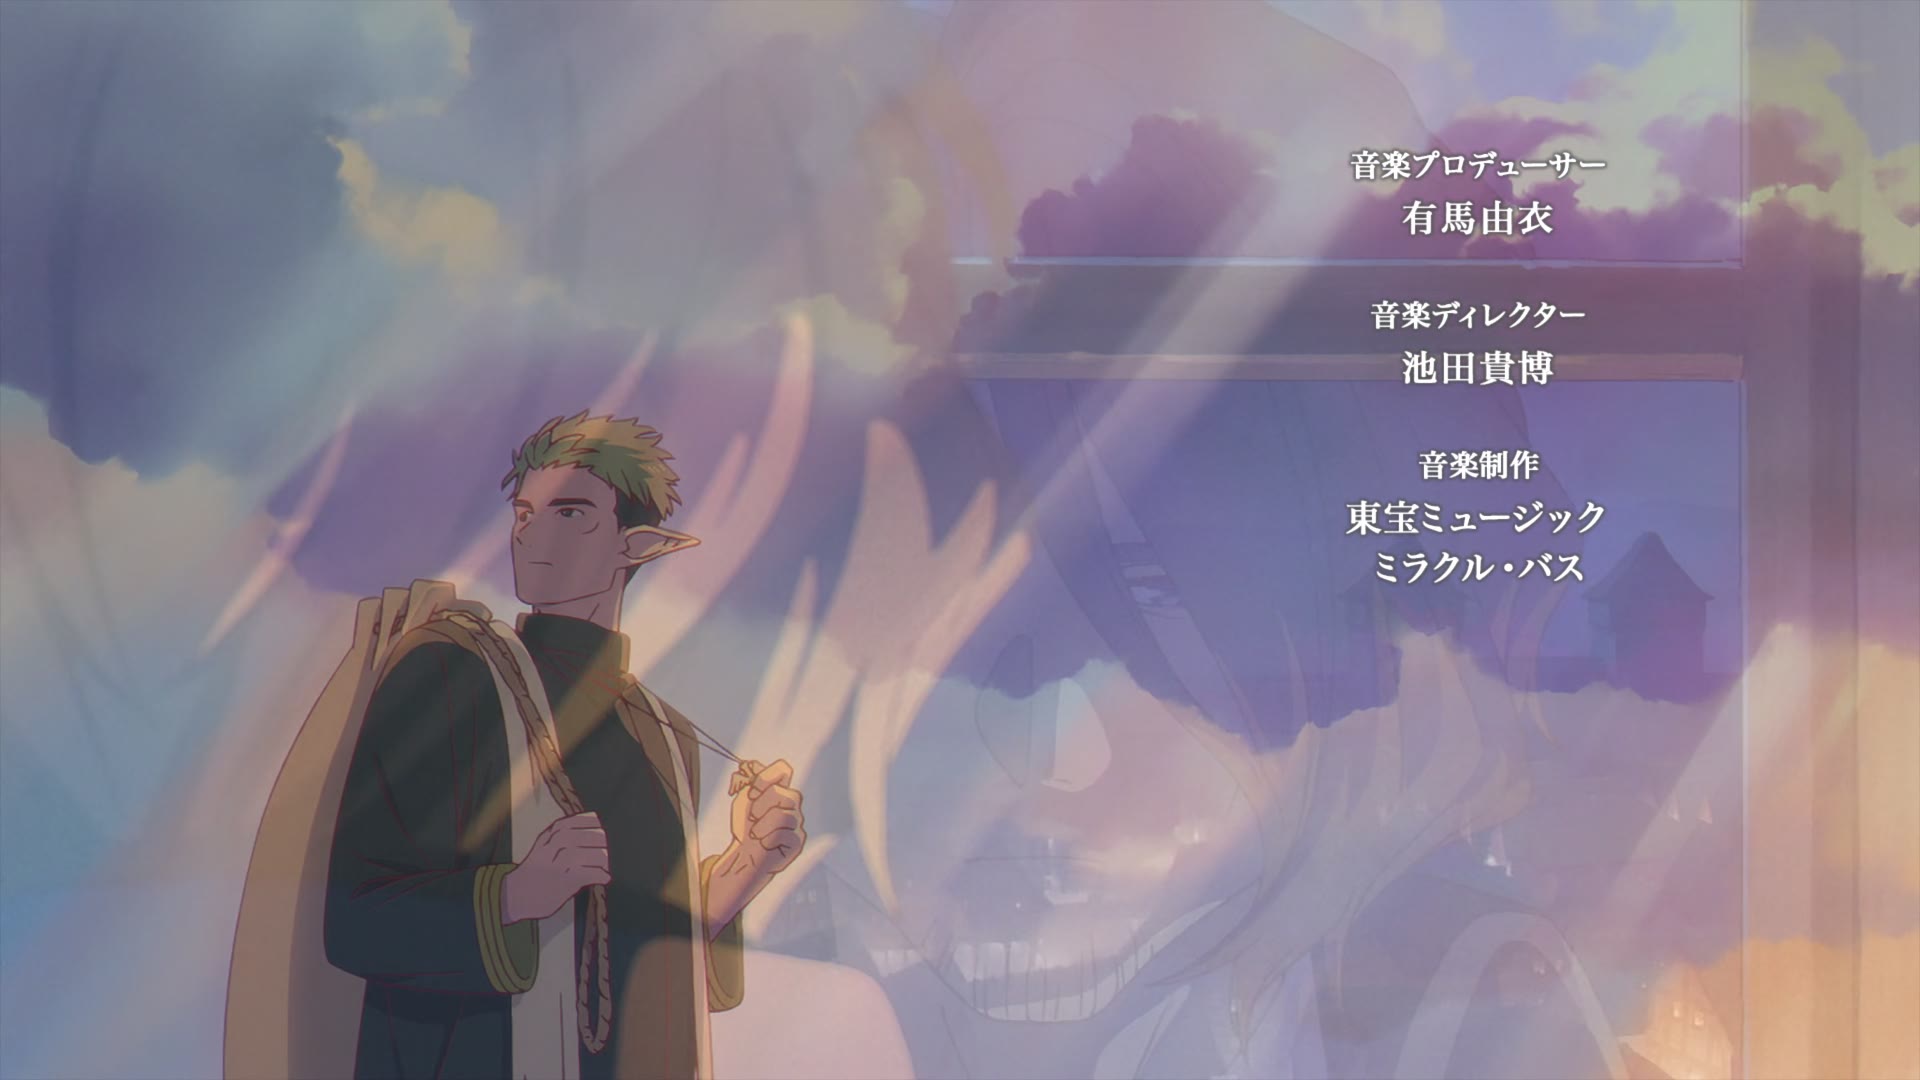 音楽プロデューサー
有馬由衣
音楽ディレクター
池田貴博
音楽制作
東宝ミュージック
ミラクル・バス